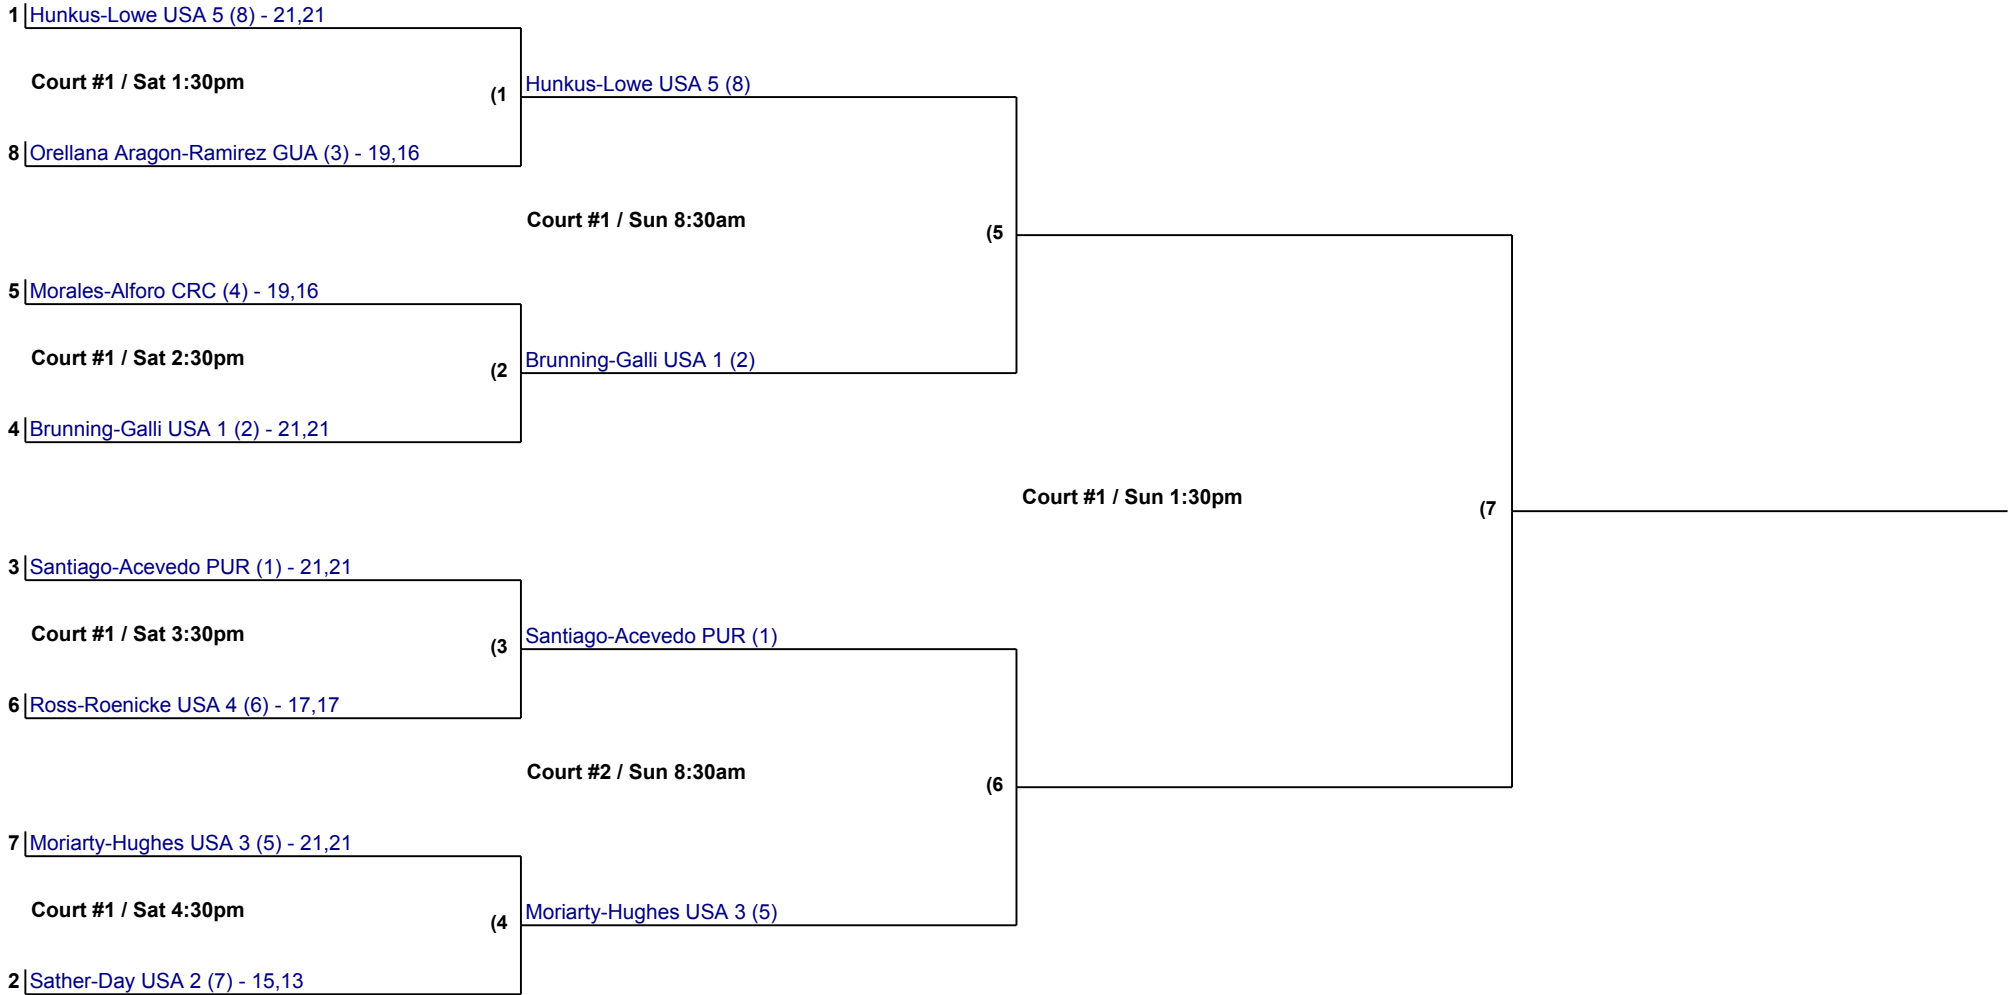 1 Hunkus-Lowe USA 5 (8) - 21,21
Court #1 / Sat 1:30pm
(1
Hunkus-Lowe USA 5 (8)
8 Orellana Aragon-Ramirez GUA (3) - 19,16
Court #1 / Sun 8:30am
(5
5 Morales-Alforo CRC (4) - 19,16
Court #1 / Sat 2:30pm
(2
Brunning-Galli USA 1 (2)
4 Brunning-Galli USA 1 (2) - 21,21
Court #1 / Sun 1:30pm
(7
3 Santiago-Acevedo PUR (1) - 21,21
Court #1 / Sat 3:30pm
(3
Santiago-Acevedo PUR (1)
6 Ross-Roenicke USA 4 (6) - 17,17
Court #2 / Sun 8:30am
(6
7 Moriarty-Hughes USA 3 (5) - 21,21
Court #1 / Sat 4:30pm
(4
Moriarty-Hughes USA 3 (5)
2 Sather-Day USA 2 (7) - 15,13